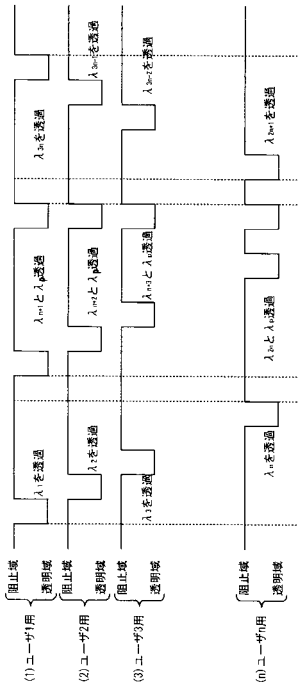 (1) ユーザ1用
阻止域
透明域
λ1を透過
λn+1とλp透過
λ3nを透過
(2) ユーザ2用
阻止域
透明域
λ2を透過
λn+2とλp透過
λ3n-1を透過
(3) ユーザ3用
阻止域
透明域
λ3を透過
λn+3とλp透過
λ3n-2を透過
(n) ユーザn用
阻止域
透明域
λnを透過
λ2nとλp透過
λ2n+1を透過